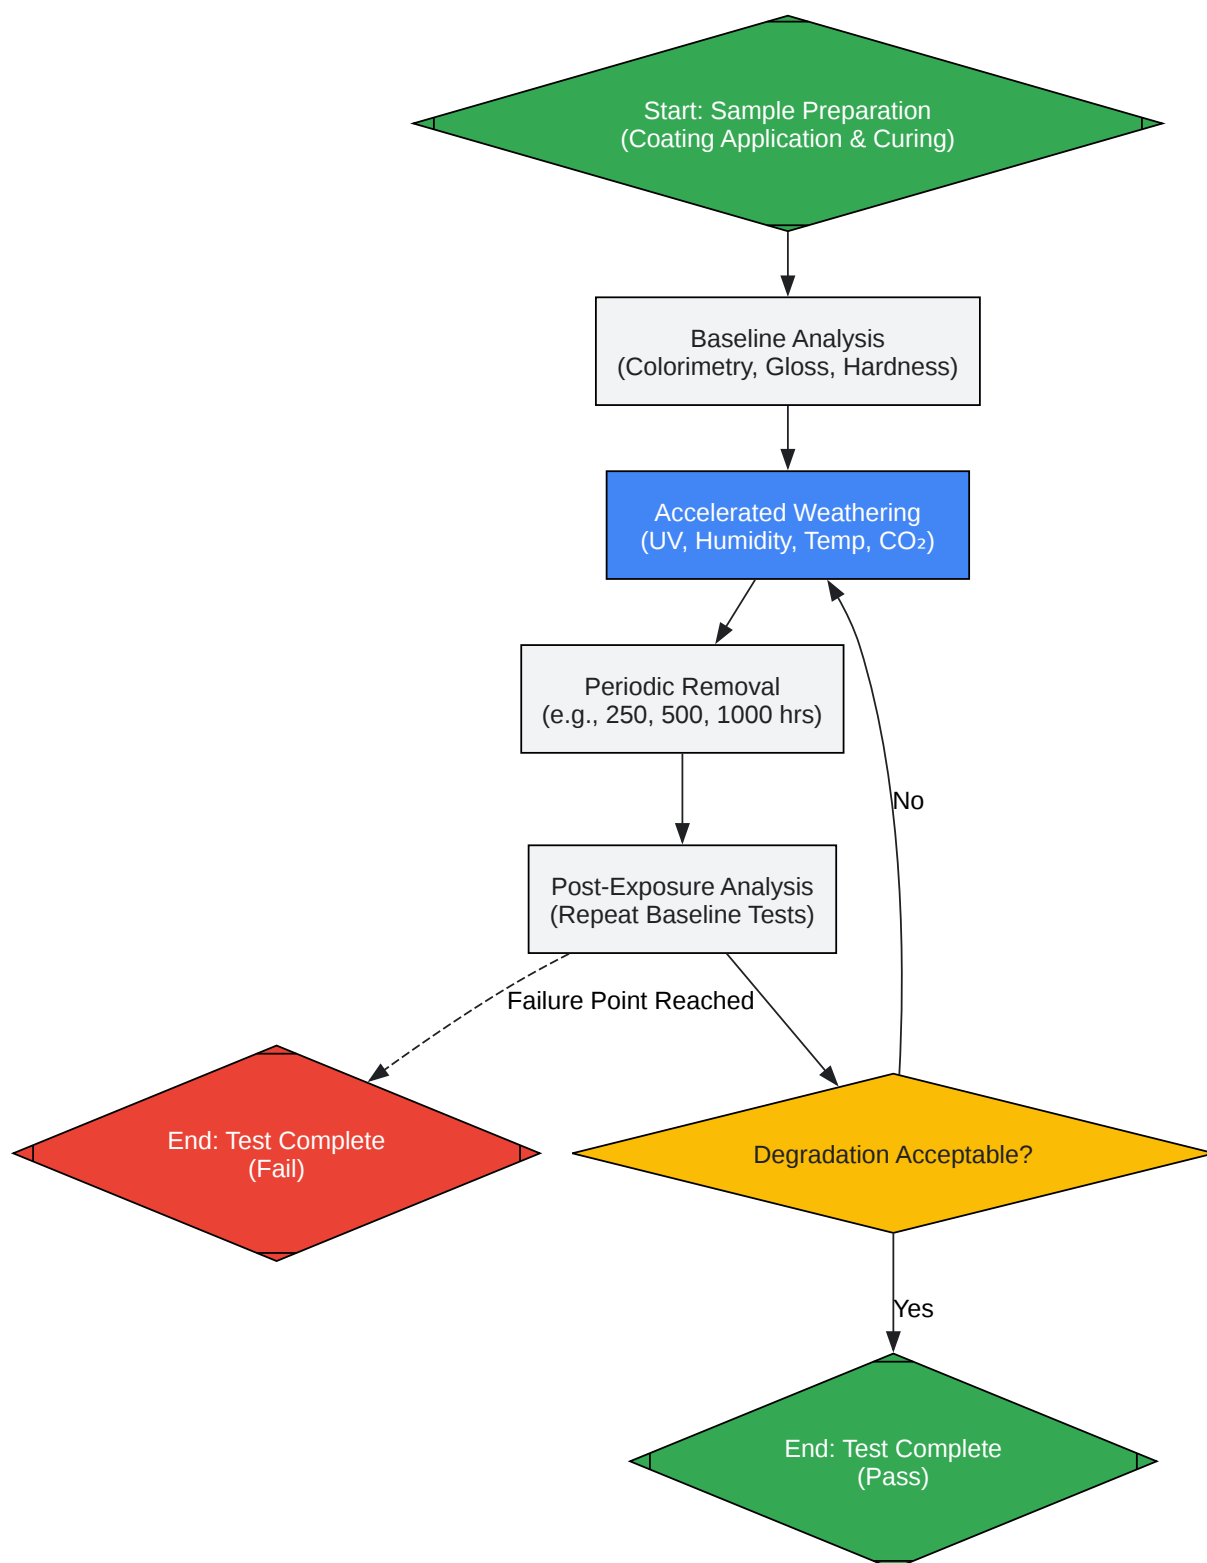 Start: Sample Preparation
(Coating Application & Curing)
Baseline Analysis
(Colorimetry, Gloss, Hardness)
Accelerated Weathering
(UV, Humidity, Temp, CO₂)
Periodic Removal
(e.g., 250, 500, 1000 hrs)
No
Post-Exposure Analysis
(Repeat Baseline Tests)
Failure Point Reached
End: Test Complete
(Fail)
Degradation Acceptable?
Yes
End: Test Complete
(Pass)